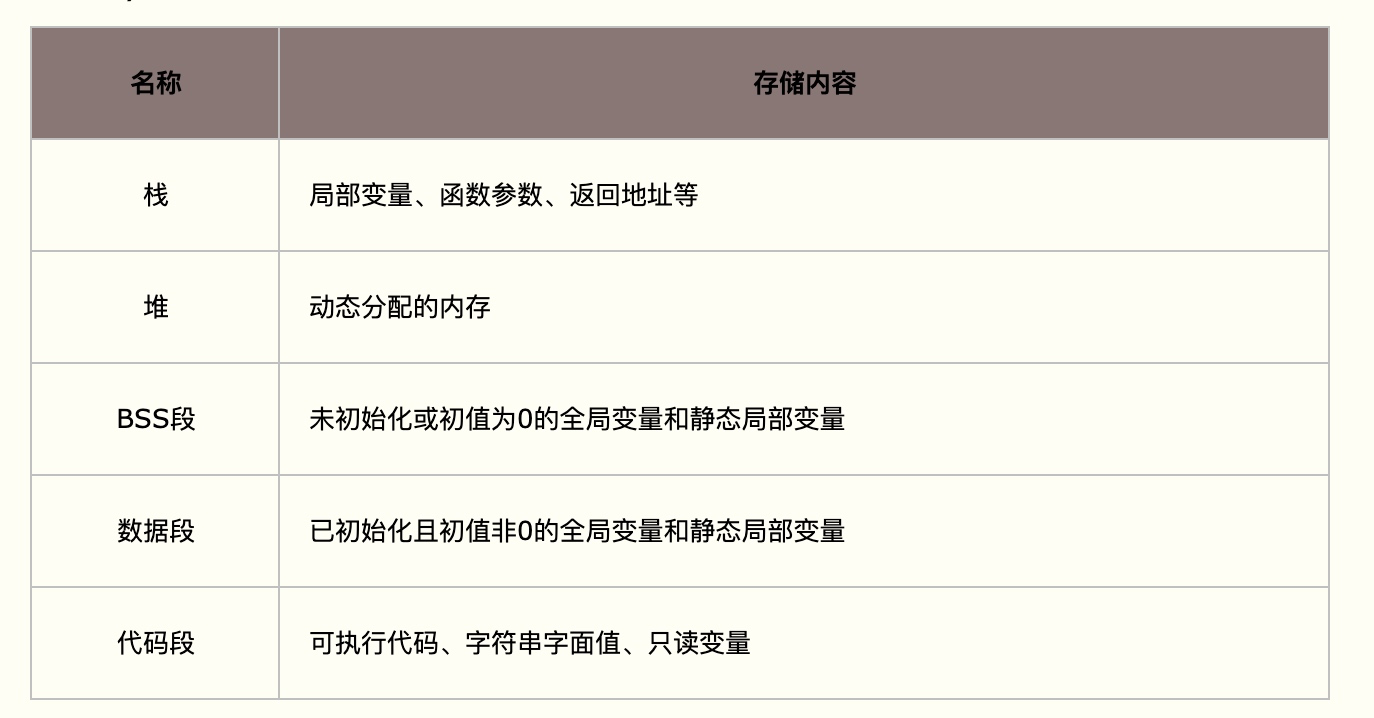 名称
存储内容
栈
局部变量、函数参数、返回地址等
堆
动态分配的内存
BSS段
未初始化或初值为0的全局变量和静态局部变量
数据段
已初始化且初值非0的全局变量和静态局部变量
代码段
可执行代码、字符串字面值、只读变量